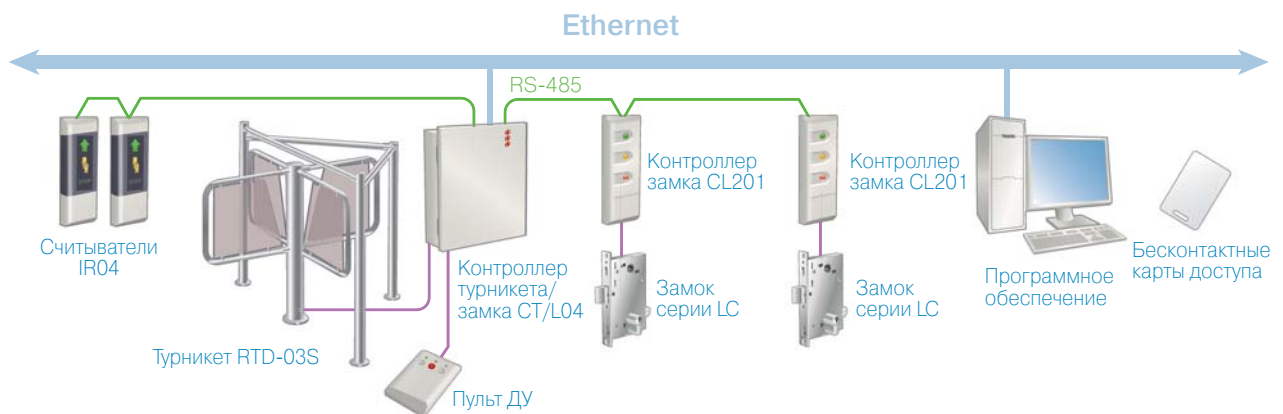 Ethernet
RS-485
Считыватели
IR04
Турникет RTD-03S
Контроллер
турникета/
замка CT/L04
Пульт ДУ
Контроллер
замка CL201
Замок
серии LC
Контроллер
замка CL201
Замок
серии LC
Программное
обеспечение
Бесконтактные
карты доступа